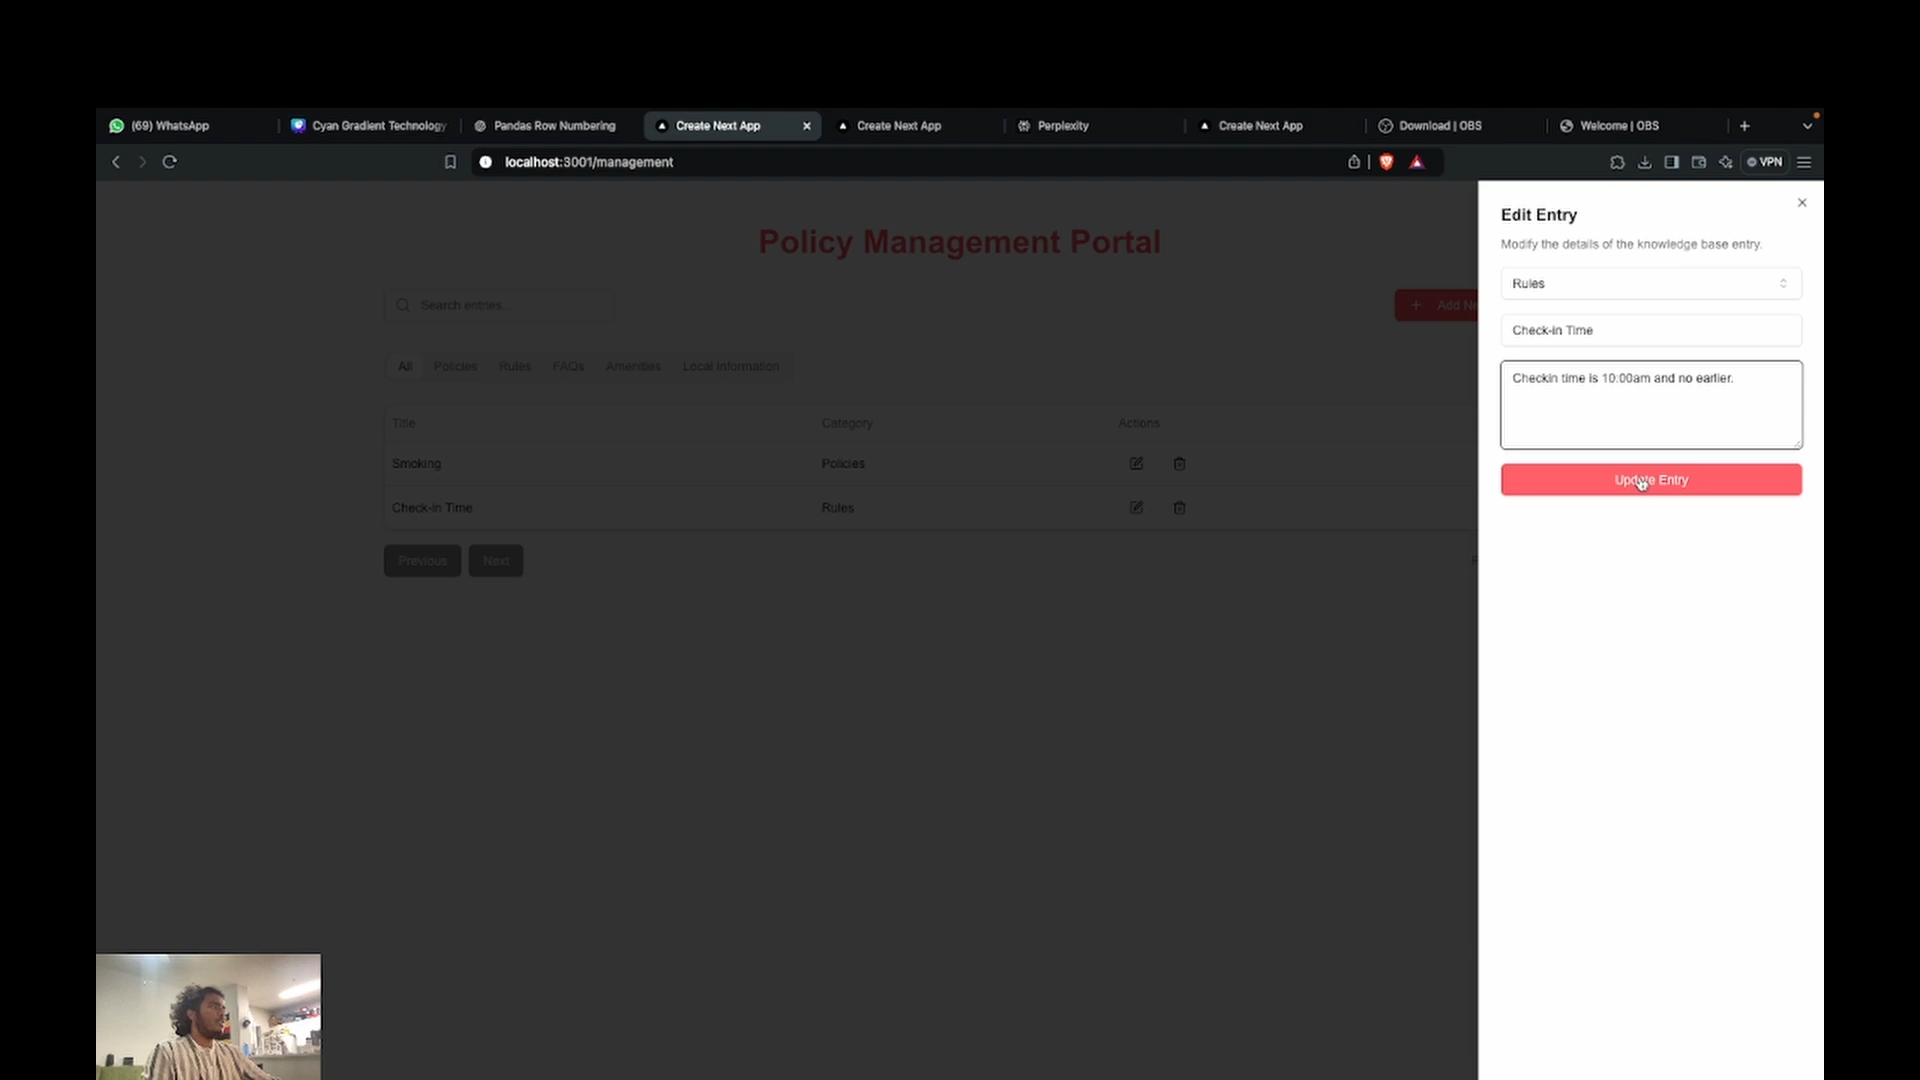 (69) WhatsApp
Cyan Gradient Technology
Pandas Row Numbering
Create Next App
Create Next App
Perplexity
Create Next App
Download | OBS
Welcome | OBS
localhost:3001/management
VPN
Policy Management Portal
Search entries...
Add
All
Policies
Rules
FAQs
Amenities
Local Information
Title
Category
Actions
Smoking
Policies
Check-in Time
Rules
Previous
Next
Edit Entry
Modify the details of the knowledge base entry.
Rules
Check-in Time
Checkin time is 10:00am and no earlier.
Update Entry